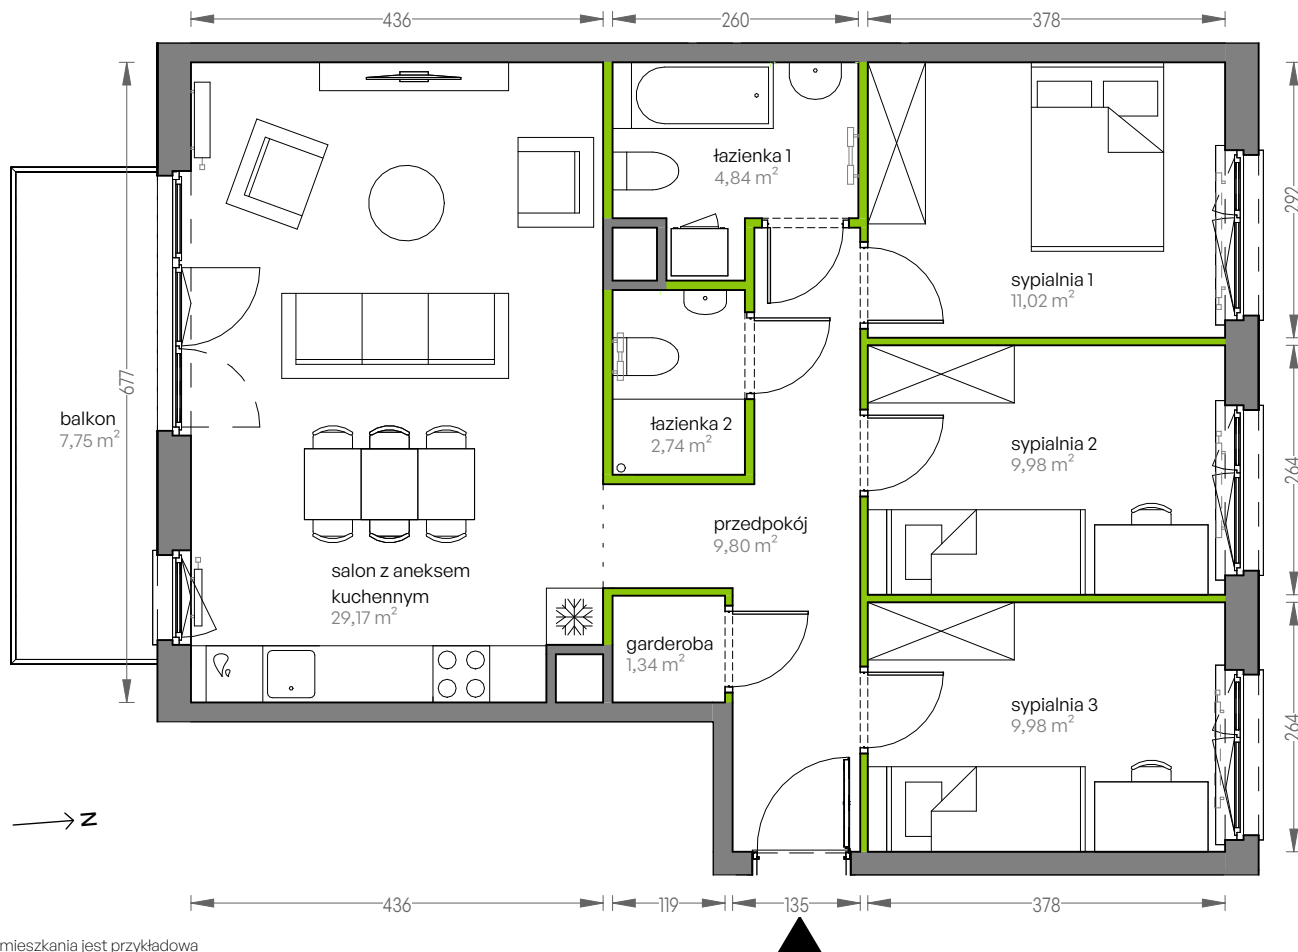 436
260
378
łazienka 1
4,84 m²
292
sypialnia 1
11,02 m²
677
balkon
7,75 m²
łazienka 2
2,74 m²
sypialnia 2
9,98 m²
264
przedpokój
9,80 m²
salon z aneksem
kuchennym
29,17 m²
garderoba
1,34 m²
sypialnia 3
9,98 m²
264
N
436
119
135
378
mieszkania jest przykładowa